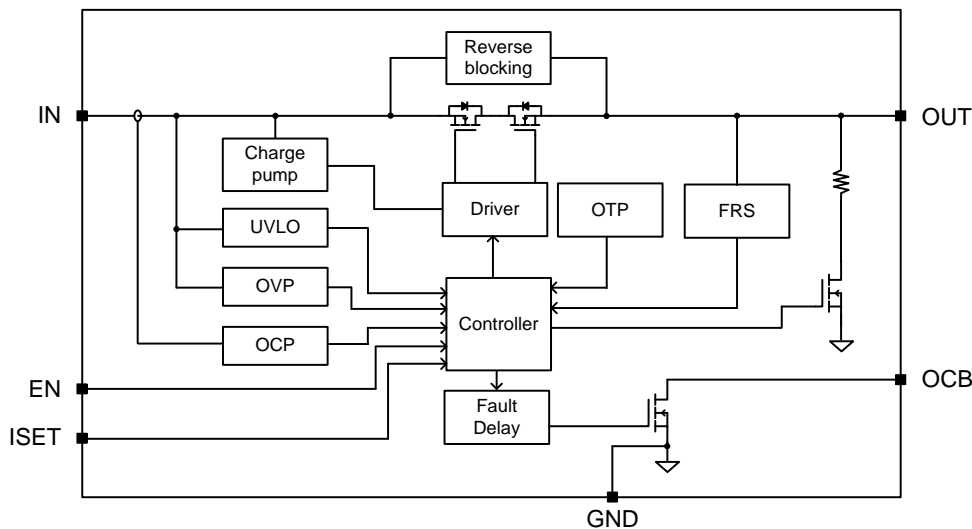 Reverse
blocking
IN
OUT
Charge
pump
Driver
OTP
FRS
UVLO
OVP
Controller
OCP
EN
OCB
Fault
Delay
ISET
GND